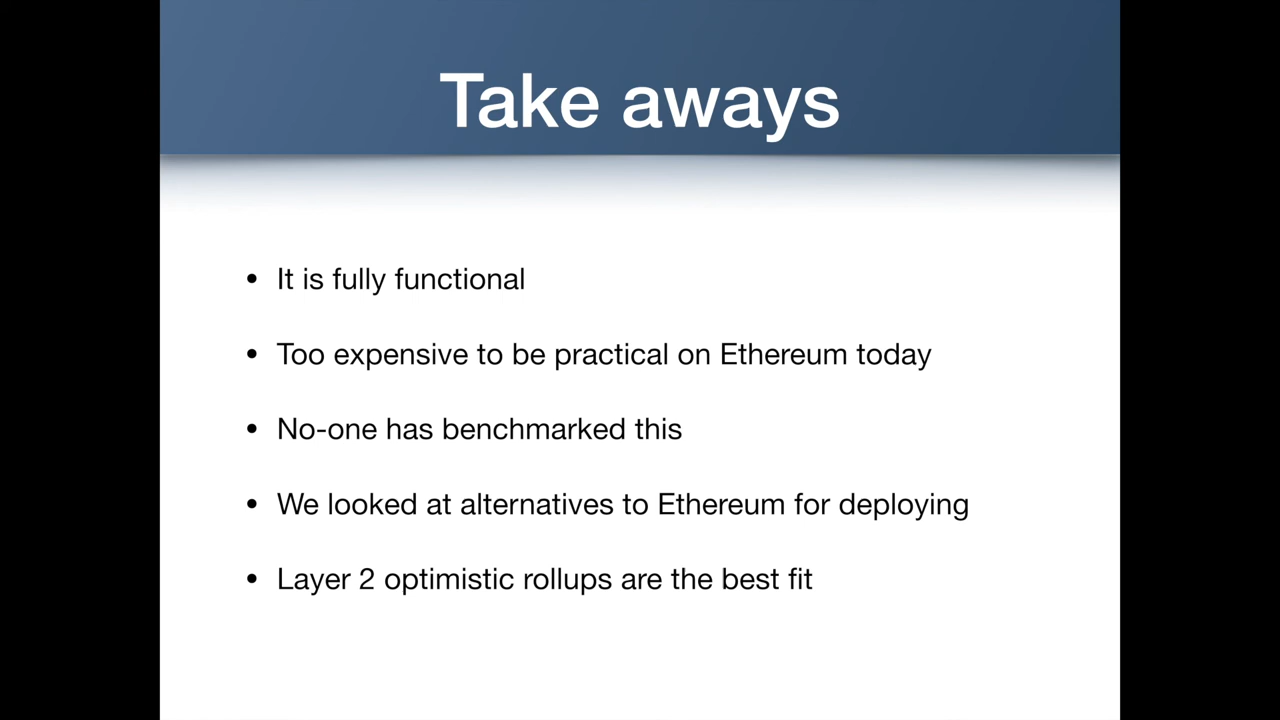 Take aways
• It is fully functional
• Too expensive to be practical on Ethereum today
• No-one has benchmarked this
• We looked at alternatives to Ethereum for deploying
• Layer 2 optimistic rollups are the best fit